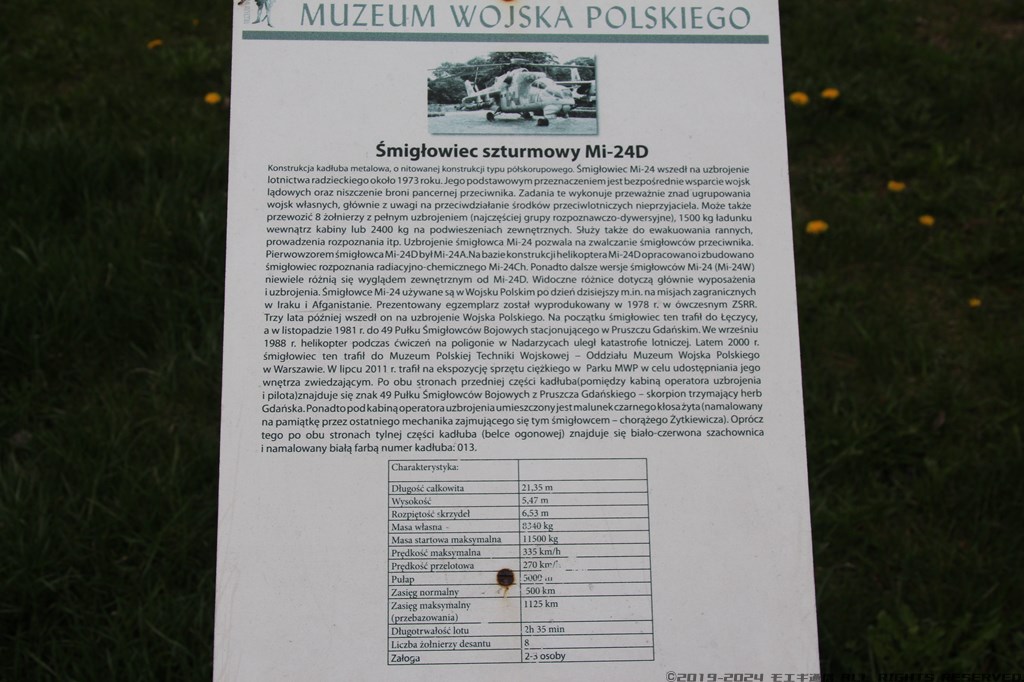 MUZEUM WOJSKA POLSKIEGO
Śmigłowiec szturmowy Mi-24D
Konstrukcja kadłuba metalowa, o nitowanej konstrukcji typu półskorupowego. Śmigłowiec Mi-24 wszedł na uzbrojenie
lotnictwa radzieckiego około 1973 roku. Jego podstawowym przeznaczeniem jest bezpośrednie wsparcie wojsk
lądowych oraz niszczenie broni pancernej przeciwnika. Zadania te wykonuje przeważnie znad ugrupowania
wojsk własnych, głównie z uwagi na przeciwdziałanie środków przeciwlotniczych nieprzyjaciela. Może także
przewozić 8 żołnierzy z pełnym uzbrojeniem (najczęściej grupy rozpoznawczo-dywersyjne), 1500 kg ładunku
wewnątrz kabiny lub 2400 kg na podwieszeniach zewnętrznych. Służy także do ewakuowania rannych,
prowadzenia rozpoznania itp. Uzbrojenie śmigłowca Mi-24 pozwala na zwalczanie śmigłowców przeciwnika.
Pierwowzorem śmigłowca Mi-24D był Mi-24A. Na bazie konstrukcji helikoptera Mi-24D opracowano i zbudowano
śmigłowiec rozpoznania radiacyjno-chemicznego Mi-24Ch. Ponadto dalsze wersje śmigłowców Mi-24 (Mi-24W)
niewiele różnią się wyglądem zewnętrznym od Mi-24D. Widoczne różnice dotyczą głównie wyposażenia
i uzbrojenia. Śmigłowce Mi-24 używane są w Wojsku Polskim po dzień dzisiejszy m.in. na misjach zagranicznych
w Iraku i Afganistanie. Prezentowany egzemplarz został wyprodukowany w 1978 r. w ówczesnym ZSRR.
Trzy lata później wszedł on na uzbrojenie Wojska Polskiego. Na początku śmigłowiec ten trafił do Łęczycy,
a w listopadzie 1981 r. do 49 Pułku Śmigłowców Bojowych stacjonującego w Pruszczu Gdańskim. We wrześniu
1988 r. helikopter podczas ćwiczeń na poligonie w Nadarzycach uległ katastrofie lotniczej. Latem 2000 r.
śmigłowiec ten trafił do Muzeum Polskiej Techniki Wojskowej – Oddziału Muzeum Wojska Polskiego
w Warszawie. W lipcu 2011 r. trafił na ekspozycję sprzętu ciężkiego w Parku MWP w celu udostępniania jego
wnętrza zwiedzającym. Po obu stronach przedniej części kadłuba(pomiędzy kabiną operatora uzbrojenia
i pilota)znajduje się znak 49 Pułku Śmigłowców Bojowych z Pruszcza Gdańskiego – skorpion trzymający herb
Gdańska. Ponadto pod kabiną operatora uzbrojenia umieszczony jest malunek czarnego kłosa żyta (namalowany
na pamiątkę przez ostatniego mechanika zajmującego się tym śmigłowcem – chorążego Żytkiewicza). Oprócz
tego po obu stronach tylnej części kadłuba (belce ogonowej) znajduje się biało-czerwona szachownica
i namalowany białą farbą numer kadłuba: 013.
Charakterystyka:
Długość całkowita 21,35 m
Wysokość 5,47 m
Rozpiętość skrzydeł 6,53 m
Masa własna - 8340 kg
Masa startowa maksymalna 11500 kg
Prędkość maksymalna 335 km/h
Prędkość przelotowa 270 km/h
Pułap 5000 m
Zasięg normalny 500 km
Zasięg maksymalny 1125 km
(przebazowania)
Długotrwałość lotu 2h 35 min
Liczba żołnierzy desantu 8
Załoga 2-3 osoby
©2019-2024 ALL RIGHTS RESERVED